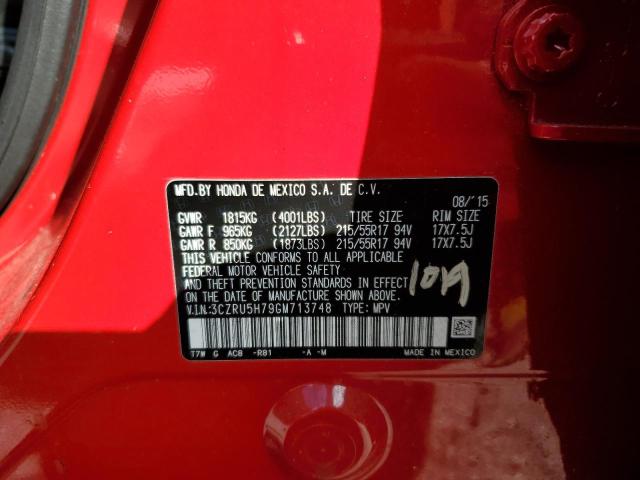 MFD.BY HONDA DE MEXICO S.A. DE C.V.
08/'15
GVWR 1815KG (4001LBS) TIRE SIZE RIM SIZE
GAWR F 965KG (2127LBS) 215/55R17 94V 17X7.5J
GAWR R 850KG (1873LBS) 215/55R17 94V 17X7.5J
THIS VEHICLE CONFORMS TO ALL APPLICABLE
FEDERAL MOTOR VEHICLE SAFETY
AND THEFT PREVENTION STANDARDS IN EFFECT
ON THE DATE OF MANUFACTURE SHOWN ABOVE.
V.I.N.:3CZRU5H79GM713748 TYPE: MPV
T7W G AC8 -R81 -A -M MADE IN MEXICO